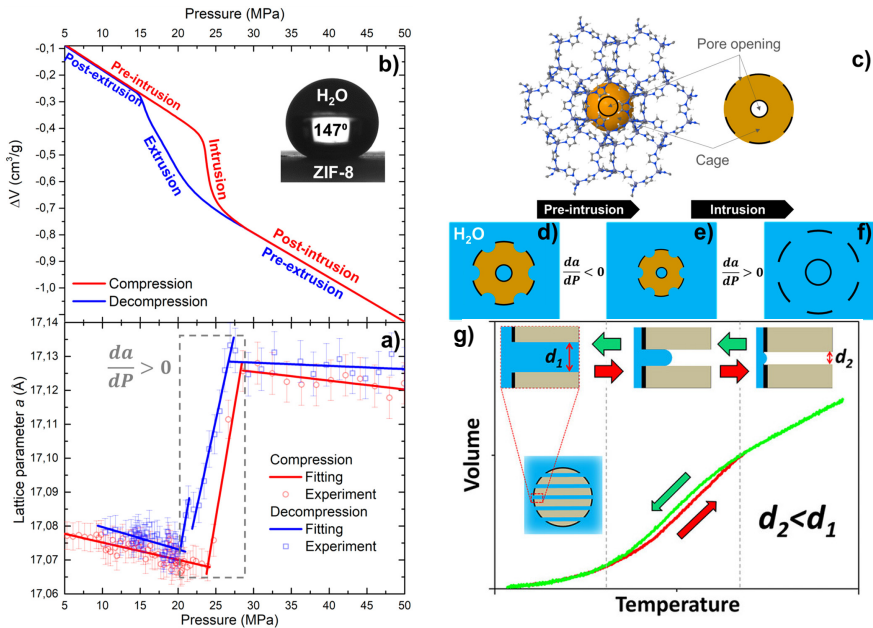 Pressure (MPa)
5 10 15 20 25 30 35 40 45 50
-0,1
-0,3
-0,4
-0,5
-0,6
-0,7
-0,8
-0,9
-1,0
ΔV (cm³/g)
b)
Pre-intrusion
Post-extrusion
H₂O
147º
ZIF-8
Extrusion
Intrusion
Post-intrusion
Pre-extrusion
Compression
Decompression
a)
17,14
17,13
17,12
17,11
17,10
17,09
17,08
17,07
17,06
Lattice parameter a (Å)
da/dP > 0
Compression
Fitting
Experiment
Decompression
Fitting
Experiment
5 10 15 20 25 30 35 40 45 50
Pressure (MPa)
c)
Pore opening
Cage
Pre-intrusion
Intrusion
H₂O
d)
da/dP < 0
e)
da/dP > 0
f)
g)
d₁
d₂
Volume
d₂<d₁
Temperature